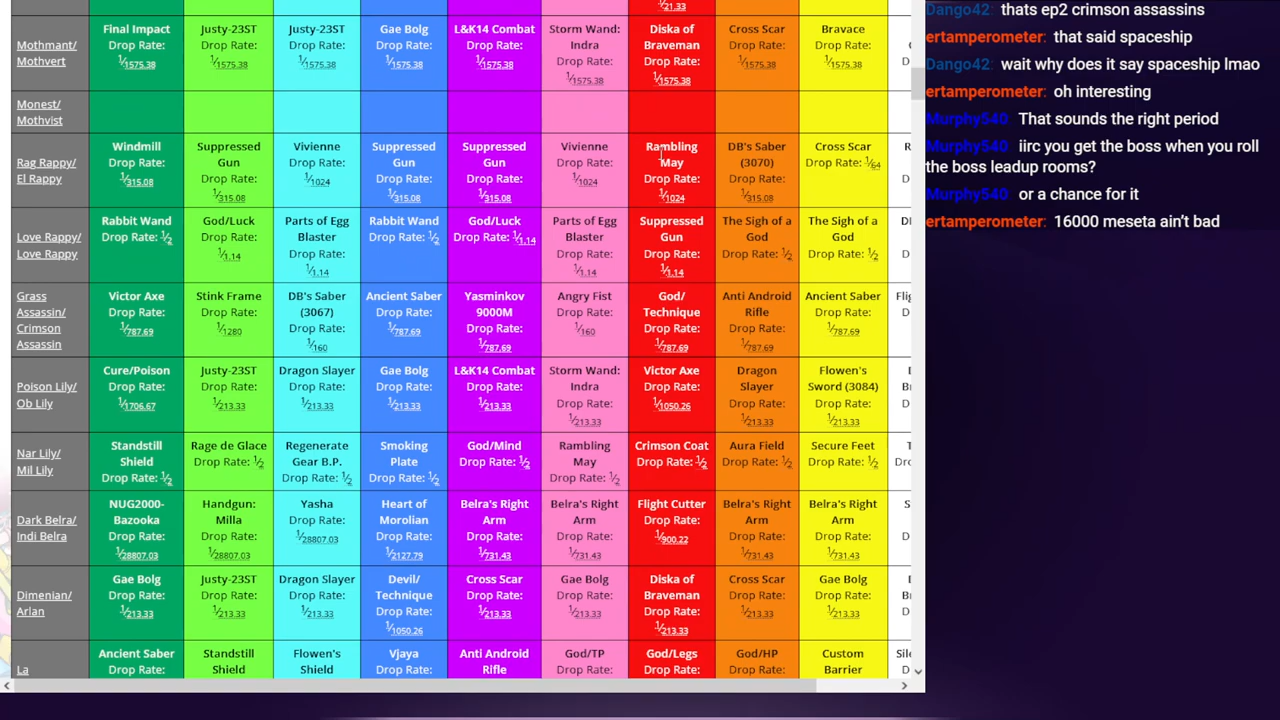 1/21.33
Mothmant/
Mothvert
Final Impact
Drop Rate:
1/1575.38
Justy-23ST
Drop Rate:
1/1575.38
Justy-23ST
Drop Rate:
1/1575.38
Gae Bolg
Drop Rate:
1/1575.38
L&K14 Combat
Drop Rate:
1/1575.38
Storm Wand:
Indra
Drop Rate:
1/1575.38
Diska of
Braveman
Drop Rate:
1/1575.38
Cross Scar
Drop Rate:
1/1575.38
Bravace
Drop Rate:
1/1575.38
Monest/
Mothvist
Rag Rappy/
El Rappy
Windmill
Drop Rate:
1/315.08
Suppressed
Gun
Drop Rate:
1/315.08
Vivienne
Drop Rate:
1/1024
Suppressed
Gun
Drop Rate:
1/315.08
Suppressed
Gun
Drop Rate:
1/315.08
Vivienne
Drop Rate:
1/1024
Rambling
May
Drop Rate:
1/1024
DB's Saber
(3070)
Drop Rate:
1/315.08
Cross Scar
Drop Rate: 1/64
Love Rappy/
Love Rappy
Rabbit Wand
Drop Rate: 1/2
God/Luck
Drop Rate:
1/1.14
Parts of Egg
Blaster
Drop Rate:
1/1.14
Rabbit Wand
Drop Rate: 1/2
God/Luck
Drop Rate: 1/1.14
Parts of Egg
Blaster
Drop Rate:
1/1.14
Suppressed
Gun
Drop Rate:
1/1.14
The Sigh of a
God
Drop Rate: 1/2
The Sigh of a
God
Drop Rate: 1/2
Grass
Assassin/
Crimson
Assassin
Victor Axe
Drop Rate:
1/787.69
Stink Frame
Drop Rate:
1/1280
DB's Saber
(3067)
Drop Rate:
1/160
Ancient Saber
Drop Rate:
1/787.69
Yasminkov
9000M
Drop Rate:
1/787.69
Angry Fist
Drop Rate:
1/160
God/
Technique
Drop Rate:
1/787.69
Anti Android
Rifle
Drop Rate:
1/787.69
Ancient Saber
Drop Rate:
1/787.69
Poison Lily/
Ob Lily
Cure/Poison
Drop Rate:
1/1706.67
Justy-23ST
Drop Rate:
1/213.33
Dragon Slayer
Drop Rate:
1/213.33
Gae Bolg
Drop Rate:
1/213.33
L&K14 Combat
Drop Rate:
1/213.33
Storm Wand:
Indra
Drop Rate:
1/213.33
Victor Axe
Drop Rate:
1/1050.26
Dragon
Slayer
Drop Rate:
1/213.33
Flowen's
Sword (3084)
Drop Rate:
1/213.33
Nar Lily/
Mil Lily
Standstill
Shield
Drop Rate: 1/2
Rage de Glace
Drop Rate: 1/2
Regenerate
Gear B.P.
Drop Rate: 1/2
Smoking
Plate
Drop Rate: 1/2
God/Mind
Drop Rate: 1/2
Rambling
May
Drop Rate: 1/2
Crimson Coat
Drop Rate: 1/2
Aura Field
Drop Rate: 1/2
Secure Feet
Drop Rate: 1/2
Dark Belra/
Indi Belra
NUG2000-
Bazooka
Drop Rate:
1/28807.03
Handgun:
Milla
Drop Rate:
1/28807.03
Yasha
Drop Rate:
1/28807.03
Heart of
Morolian
Drop Rate:
1/2127.79
Belra's Right
Arm
Drop Rate:
1/731.43
Belra's Right
Arm
Drop Rate:
1/731.43
Flight Cutter
Drop Rate:
1/900.22
Belra's Right
Arm
Drop Rate:
1/731.43
Belra's Right
Arm
Drop Rate:
1/731.43
Dimenian/
Arlan
Gae Bolg
Drop Rate:
1/213.33
Justy-23ST
Drop Rate:
1/213.33
Dragon Slayer
Drop Rate:
1/213.33
Devil/
Technique
Drop Rate:
1/1050.26
Cross Scar
Drop Rate:
1/213.33
Gae Bolg
Drop Rate:
1/213.33
Diska of
Braveman
Drop Rate:
1/213.33
Cross Scar
Drop Rate:
1/213.33
Gae Bolg
Drop Rate:
1/213.33
La
Ancient Saber
Drop Rate:
Standstill
Shield
Flowen's
Shield
Vjaya
Drop Rate:
Anti Android
Rifle
God/TP
Drop Rate:
God/Legs
Drop Rate:
God/HP
Drop Rate:
Custom
Barrier
Dango42: thats ep2 crimson assassins
ertamperometer: that said spaceship
Dango42: wait why does it say spaceship lmao
ertamperometer: oh interesting
Murphy540: That sounds the right period
Murphy540: iirc you get the boss when you roll
the boss leadup rooms?
Murphy540: or a chance for it
ertamperometer: 16000 meseta ain't bad